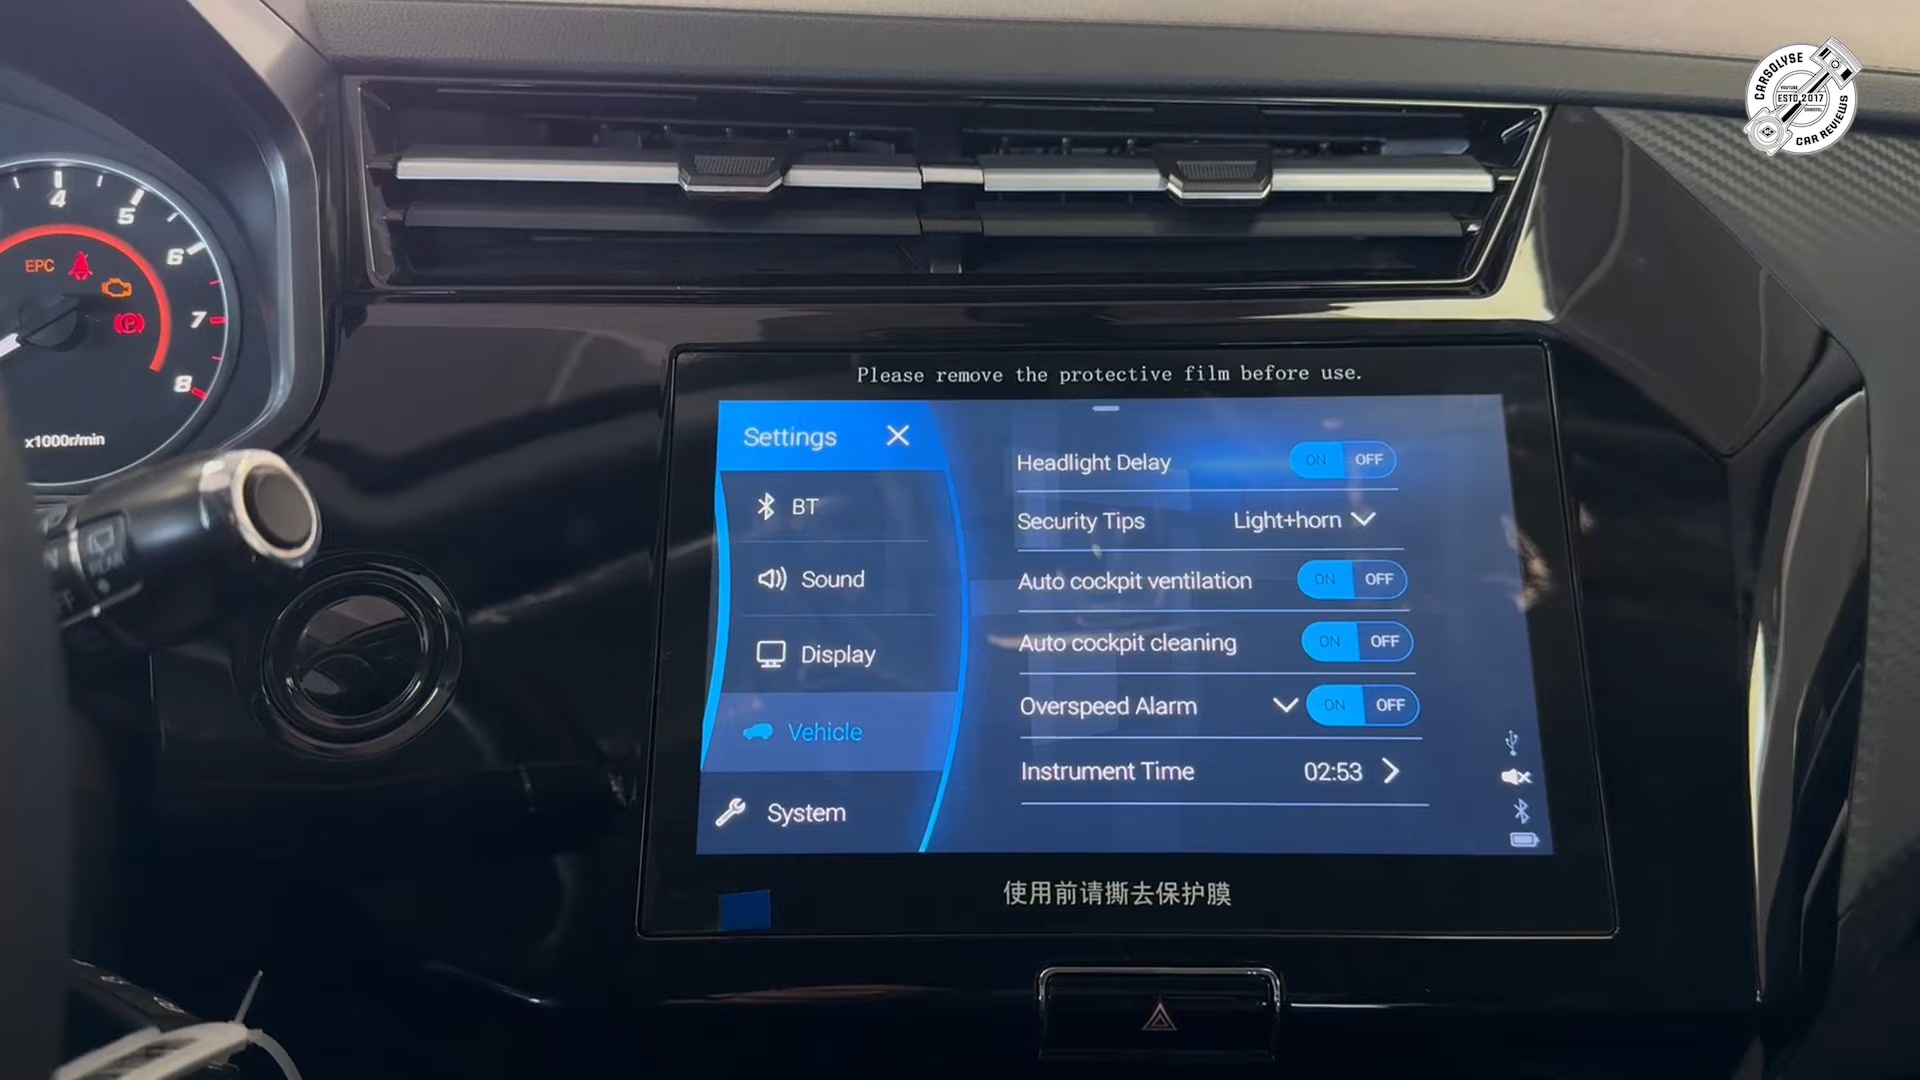 CARSOLYSE
YOUTUBE
ESTD 2017
CHANNEL
CAR REVIEWS
4
5
6
7
8
EPC
x1000r/min
REAR
Please remove the protective film before use.
Settings
BT
Sound
Display
Vehicle
System
Headlight Delay ON OFF
Security Tips Light+horn
Auto cockpit ventilation ON OFF
Auto cockpit cleaning ON OFF
Overspeed Alarm ON OFF
Instrument Time 02:53
使用前请撕去保护膜